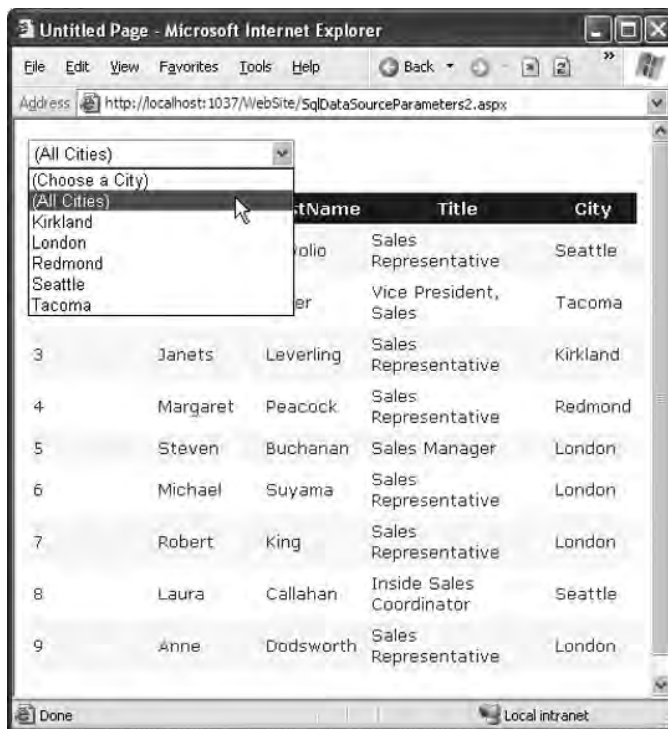 Untitled Page - Microsoft Internet Explorer
File Edit View Favorites Tools Help Back »
Address http://localhost:1037/WebSite/SqlDataSourceParameters2.aspx
(All Cities)
(Choose a City)
(All Cities)
Kirkland
London
Redmond
Seattle
Tacoma
tName Title City
olio Sales Representative Seattle
er Vice President, Sales Tacoma
3 Janets Leverling Sales Representative Kirkland
4 Margaret Peacock Sales Representative Redmond
5 Steven Buchanan Sales Manager London
6 Michael Suyama Sales Representative London
7 Robert King Sales Representative London
8 Laura Callahan Inside Sales Coordinator Seattle
9 Anne Dodsworth Sales Representative London
Done Local intranet